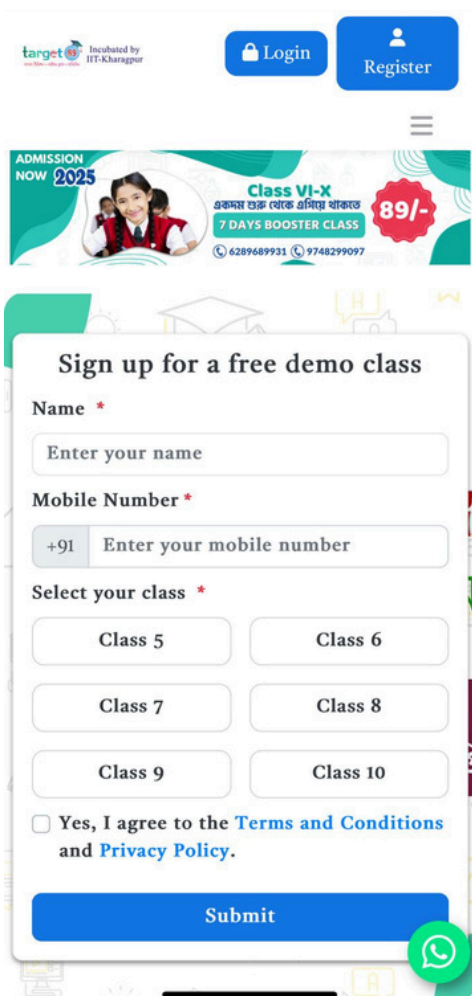 target
Incubated by
IIT-Kharagpur
Login
Register
ADMISSION
NOW 2025
Class VI-X
একদম শুরু থেকে এগিয়ে থাকতে
7 DAYS BOOSTER CLASS
89/-
6289689931 9748299097
Sign up for a free demo class
Name *
Enter your name
Mobile Number *
+91 Enter your mobile number
Select your class *
Class 5 Class 6
Class 7 Class 8
Class 9 Class 10
Yes, I agree to the Terms and Conditions
and Privacy Policy.
Submit